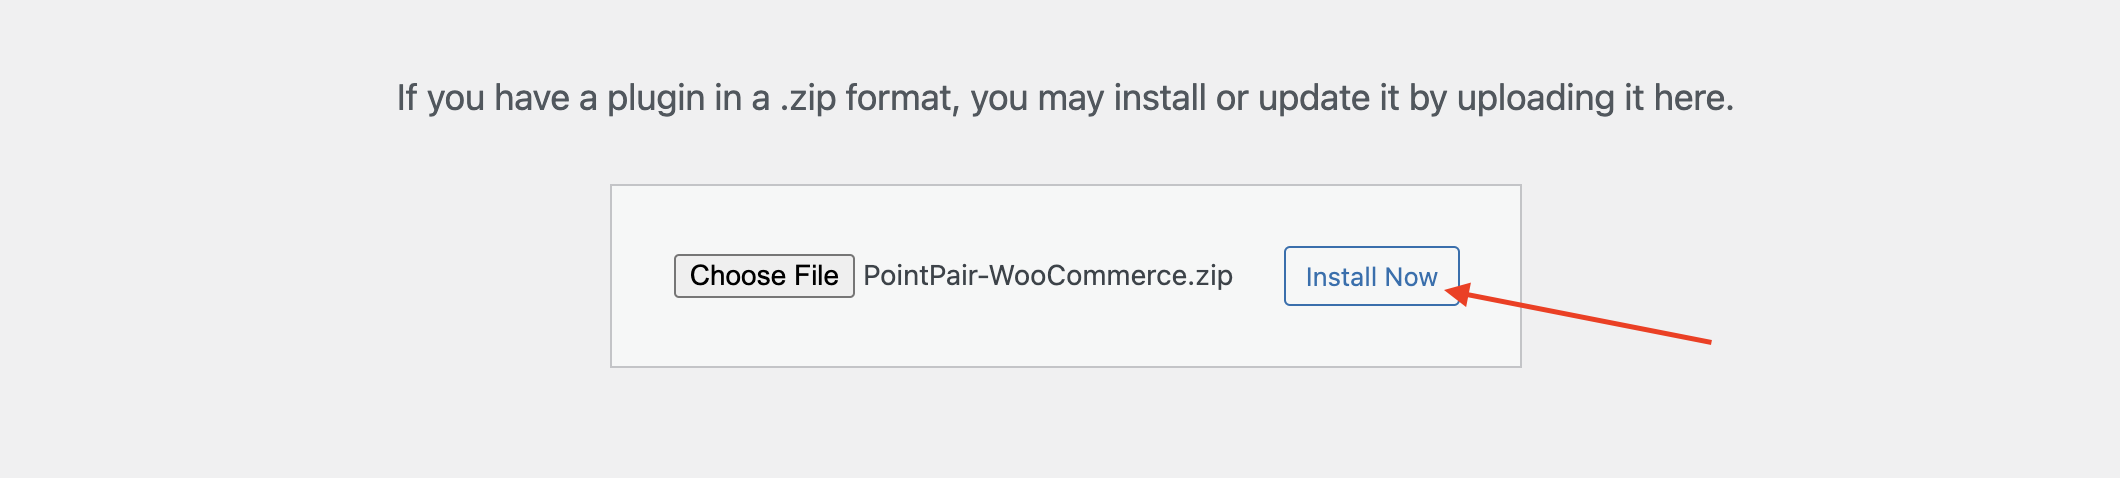 If you have a plugin in a .zip format, you may install or update it by uploading it here.
Choose File PointPair-WooCommerce.zip Install Now